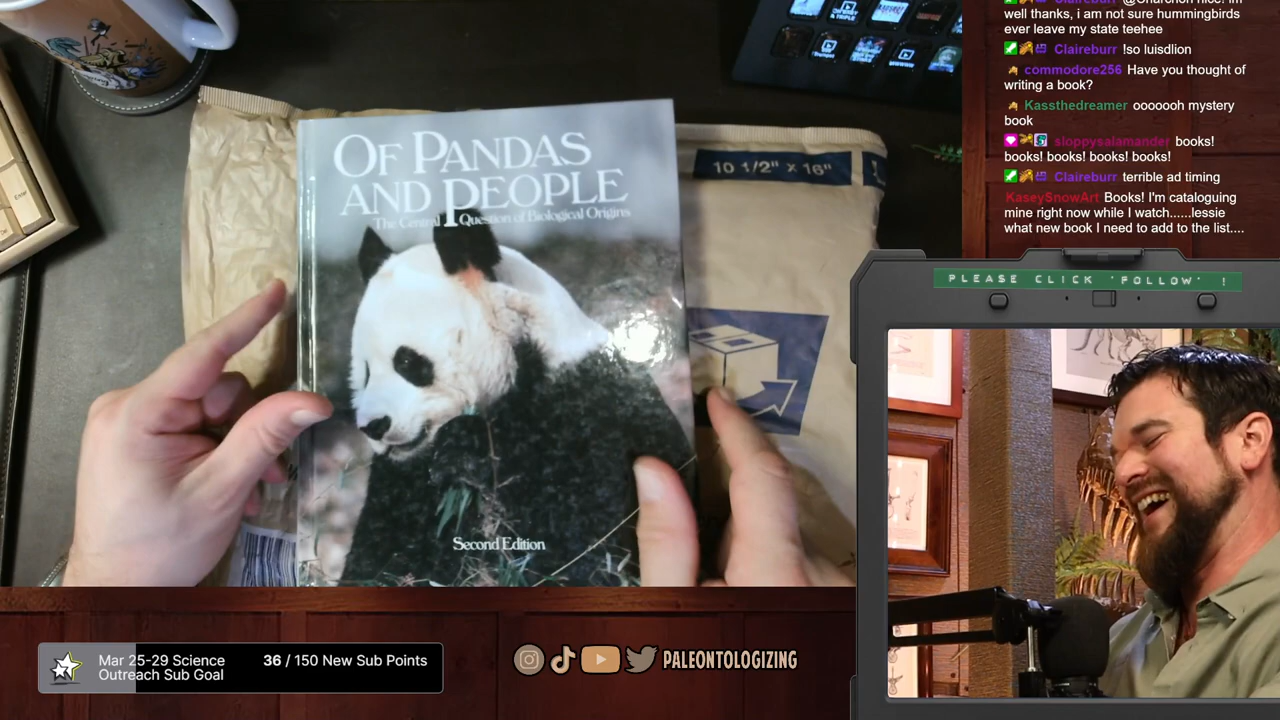 OF PANDAS
AND PEOPLE
The Central Question of Biological Origins
Second Edition
10 1/2" x 16"
Enter
well thanks, i am not sure hummingbirds
ever leave my state teehee
Claireburr !so luisdlion
commodore256 Have you thought of
writing a book?
Kassthedreamer ooooooh mystery
book
sloppysalamander books!
books! books! books! books!
Claireburr terrible ad timing
KaseySnowArt Books! I'm cataloguing
mine right now while I watch......lessie
what new book I need to add to the list....
PLEASE CLICK 'FOLLOW' !
Mar 25-29 Science
Outreach Sub Goal
36 / 150 New Sub Points
PALEONTOLOGIZING